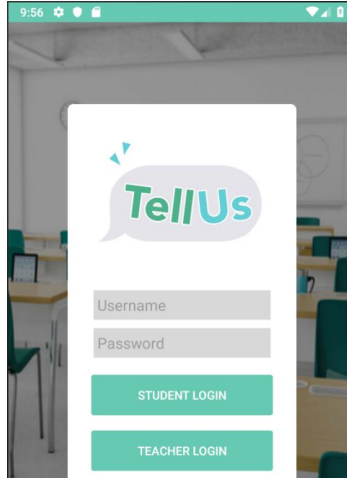 9:56
TellUs
Username
Password
STUDENT LOGIN
TEACHER LOGIN